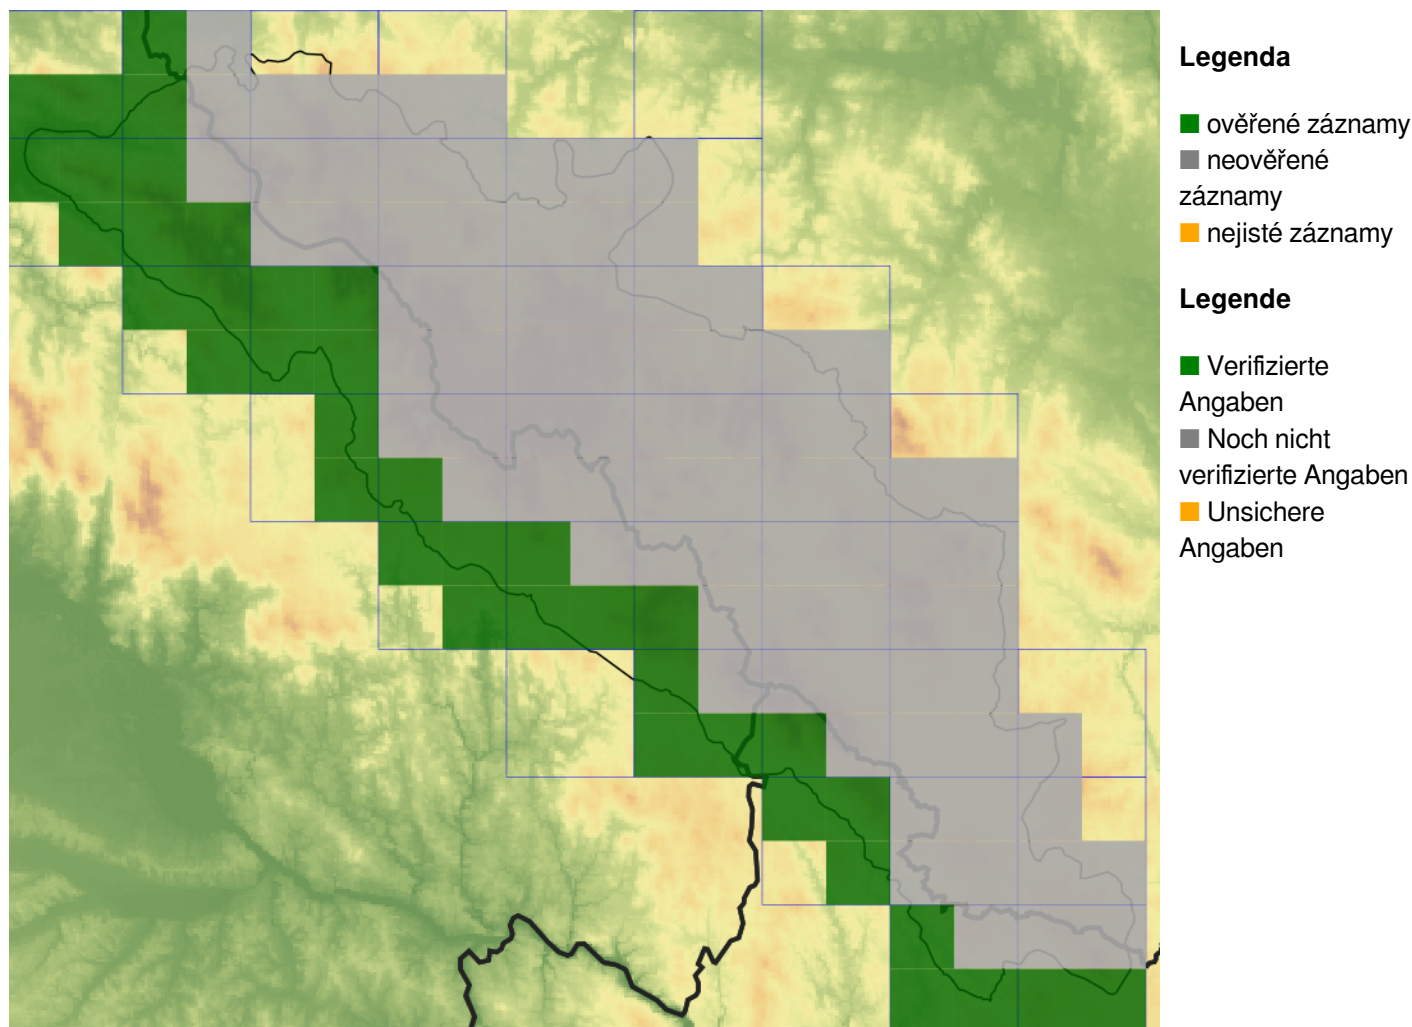 Legenda
ověřené záznamy
neověřené
záznamy
nejisté záznamy
Legende
Verifizierte
Angaben
Noch nicht
verifizierte Angaben
Unsichere
Angaben